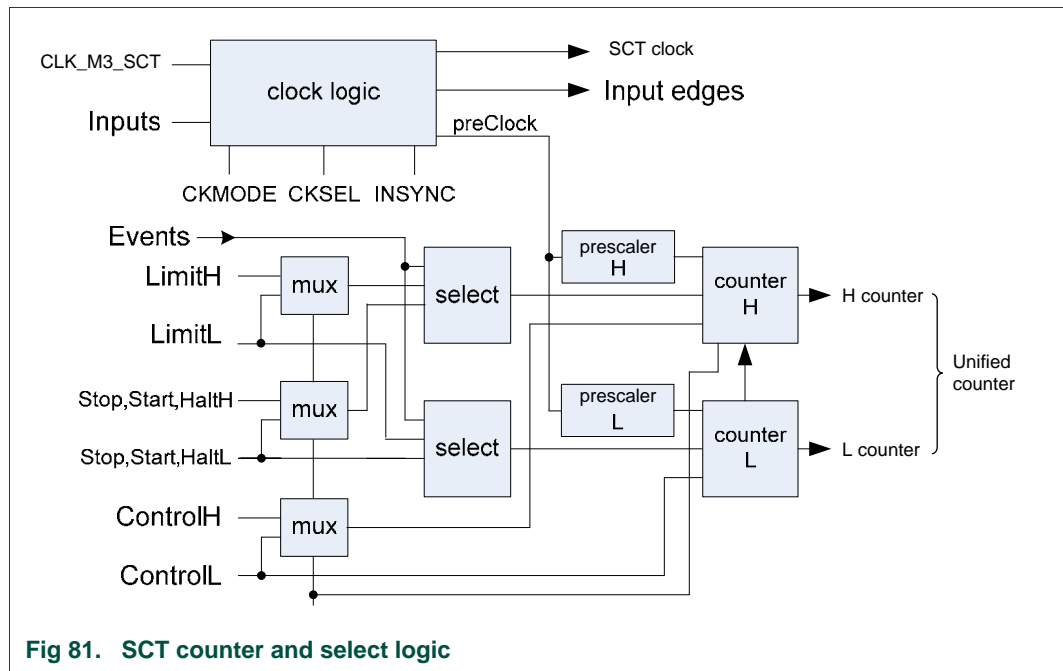 CLK_M3_SCT
Inputs
clock logic
SCT clock
Input edges
preClock
CKMODE CKSEL INSYNC
Events
LimitH
LimitL
mux
select
prescaler
H
counter
H
H counter
Stop,Start,HaltH
Stop,Start,HaltL
mux
select
prescaler
L
counter
L
L counter
Unified
counter
ControlH
ControlL
mux
Fig 81. SCT counter and select logic